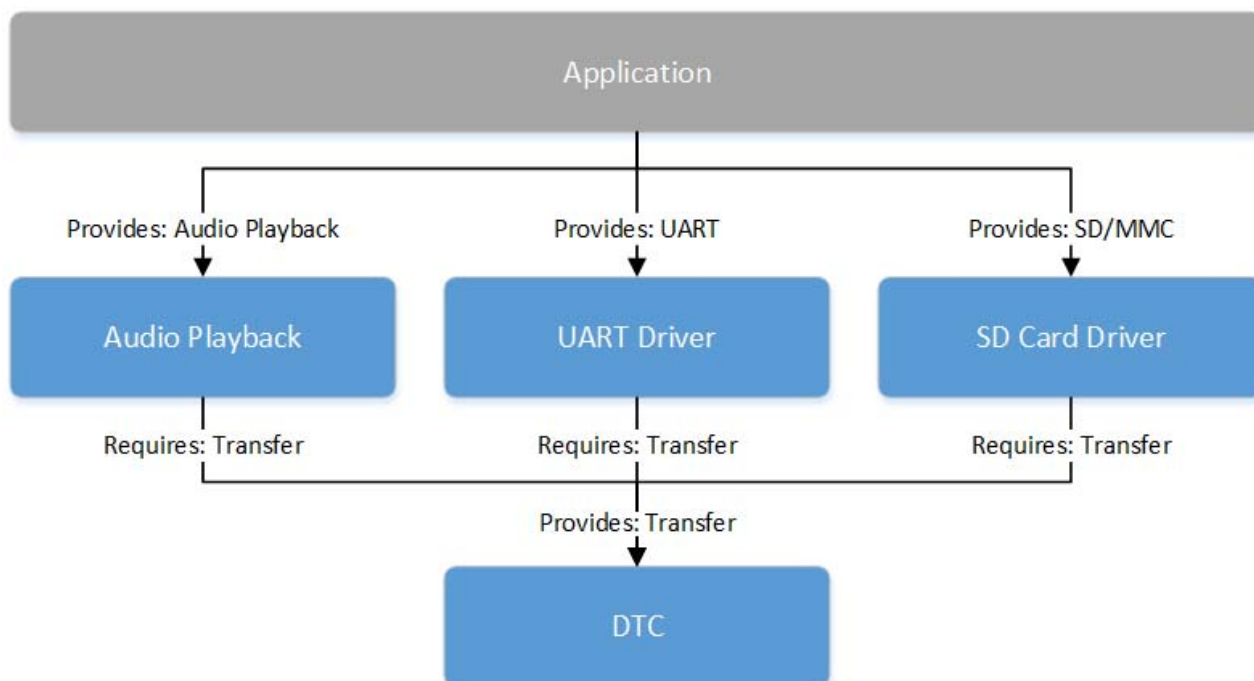 Application
Provides: Audio Playback
Provides: UART
Provides: SD/MMC
Audio Playback
UART Driver
SD Card Driver
Requires: Transfer
Requires: Transfer
Requires: Transfer
Provides: Transfer
DTC